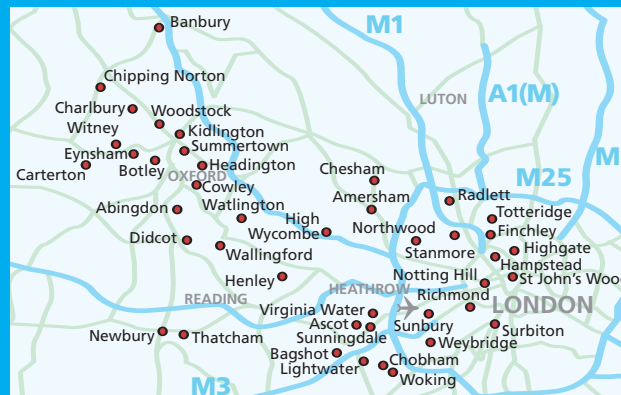 Banbury
M1
Chipping Norton
A1(M)
LUTON
Charlbury
Woodstock
Witney
Kidlington
Summertown
Eynsham
Carterton
Botley
Headington
OXFORD
Cowley
Chesham
M25
M
Radlett
Amersham
Abingdon
Watlington
Totteridge
High
Wycombe
Northwood
Finchley
Didcot
Stanmore
Highgate
Wallingford
Hampstead
Henley
Notting Hill
St John's Wood
HEATHROW
READING
Richmond
LONDON
Virginia Water
Ascot
Sunbury
Surbiton
Newbury
Thatcham
Sunningdale
Weybridge
Bagshot
Lightwater
Chobham
Woking
M3